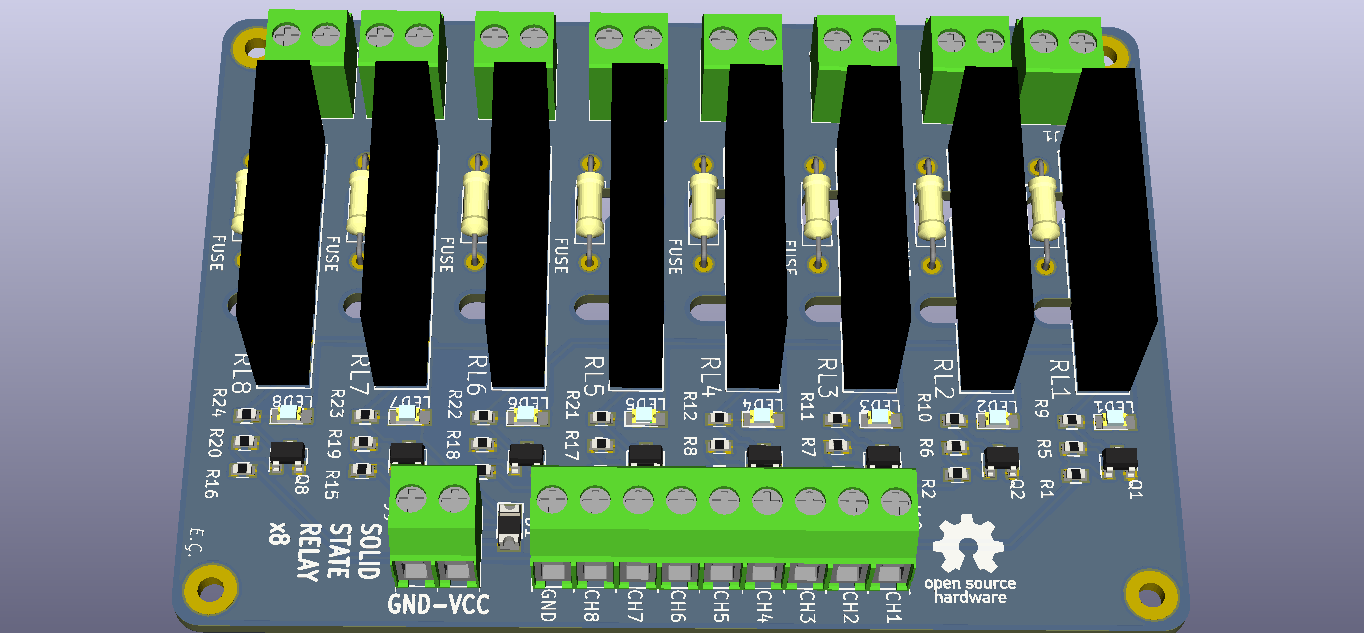 J1
FUSE
FUSE
FUSE
FUSE
FUSE
FUSE
RL8
RL7
RL6
RL5
RL4
RL3
RL2
RL1
R24
LED8
R23
LED7
R22
LED6
R21
LED5
R12
LED4
R11
LED3
R10
LED2
R9
LED1
R20
R19
R18
R17
R8
R7
R6
R5
R16
Q8
R15
R2
Q2
R1
Q1
E.C.
SOLID
STATE
RELAY
x8
GND-VCC
GND
CH8
CH7
CH6
CH5
CH4
CH3
CH2
CH1
open source
hardware